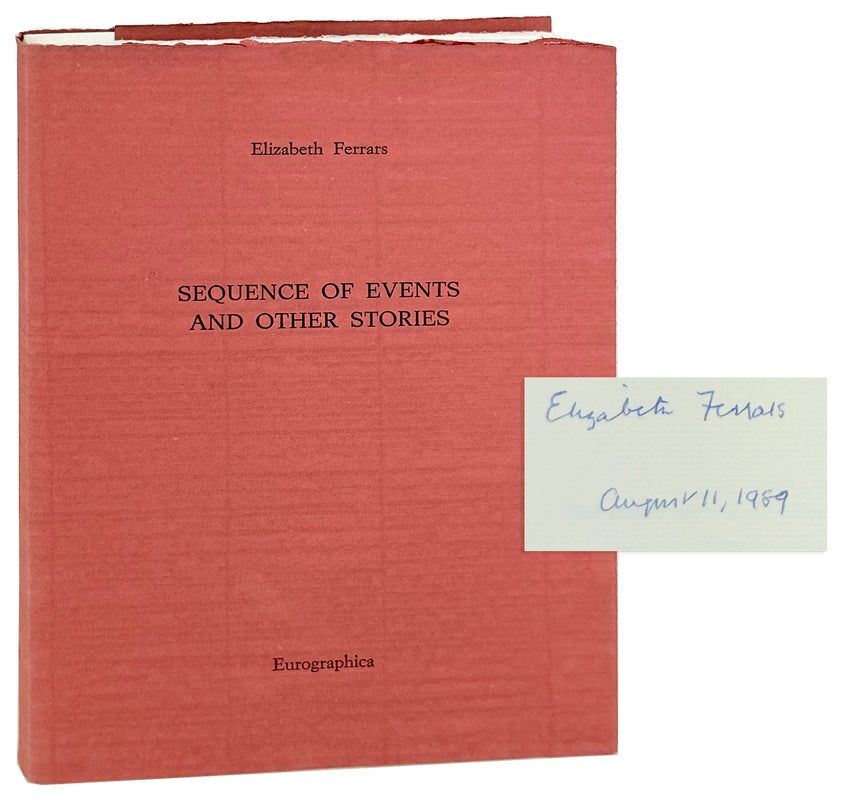 Elizabeth Ferrars
SEQUENCE OF EVENTS
AND OTHER STORIES
Eurographica
Elizabeth Ferrars
August 11, 1989